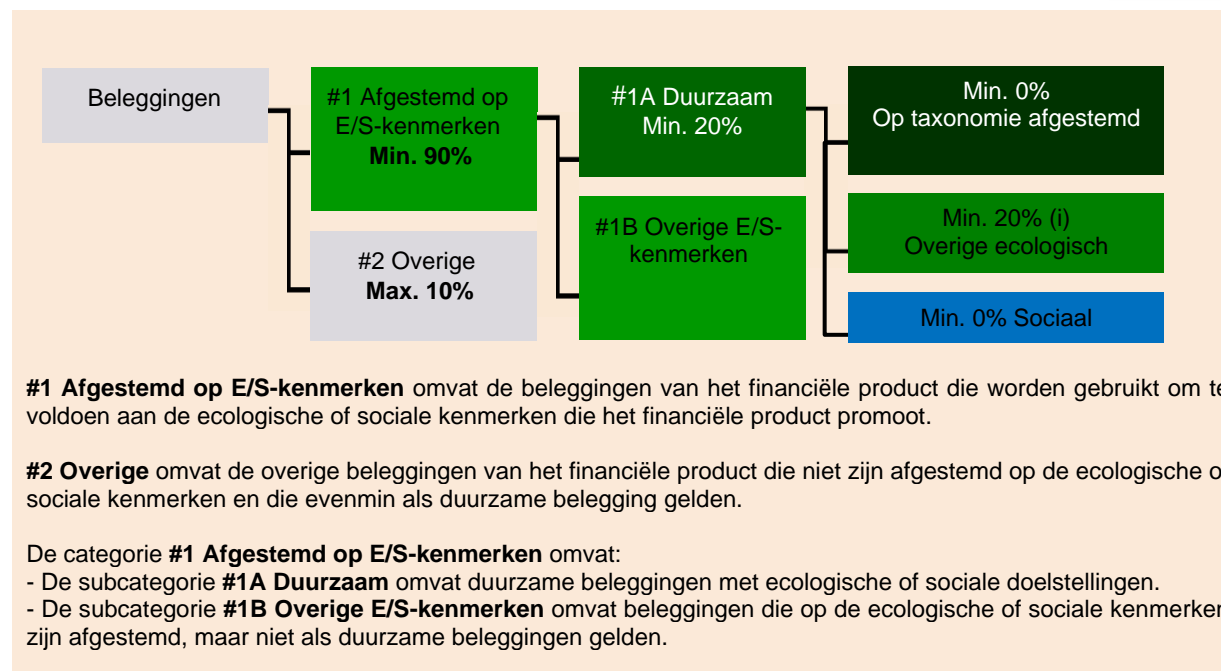 Beleggingen
#1 Afgestemd op
E/S-kenmerken
Min. 90%
#2 Overige
Max. 10%
#1A Duurzaam
Min. 20%
#1B Overige E/S-
kenmerken
Min. 0%
Op taxonomie afgestemd
Min. 20% (i)
Overige ecologisch
Min. 0% Sociaal
#1 Afgestemd op E/S-kenmerken omvat de beleggingen van het financiële product die worden gebruikt om te
voldoen aan de ecologische of sociale kenmerken die het financiële product promoot.
#2 Overige omvat de overige beleggingen van het financiële product die niet zijn afgestemd op de ecologische o
sociale kenmerken en die evenmin als duurzame belegging gelden.
De categorie #1 Afgestemd op E/S-kenmerken omvat:
- De subcategorie #1A Duurzaam omvat duurzame beleggingen met ecologische of sociale doelstellingen.
- De subcategorie #1B Overige E/S-kenmerken omvat beleggingen die op de ecologische of sociale kenmerken
zijn afgestemd, maar niet als duurzame beleggingen gelden.